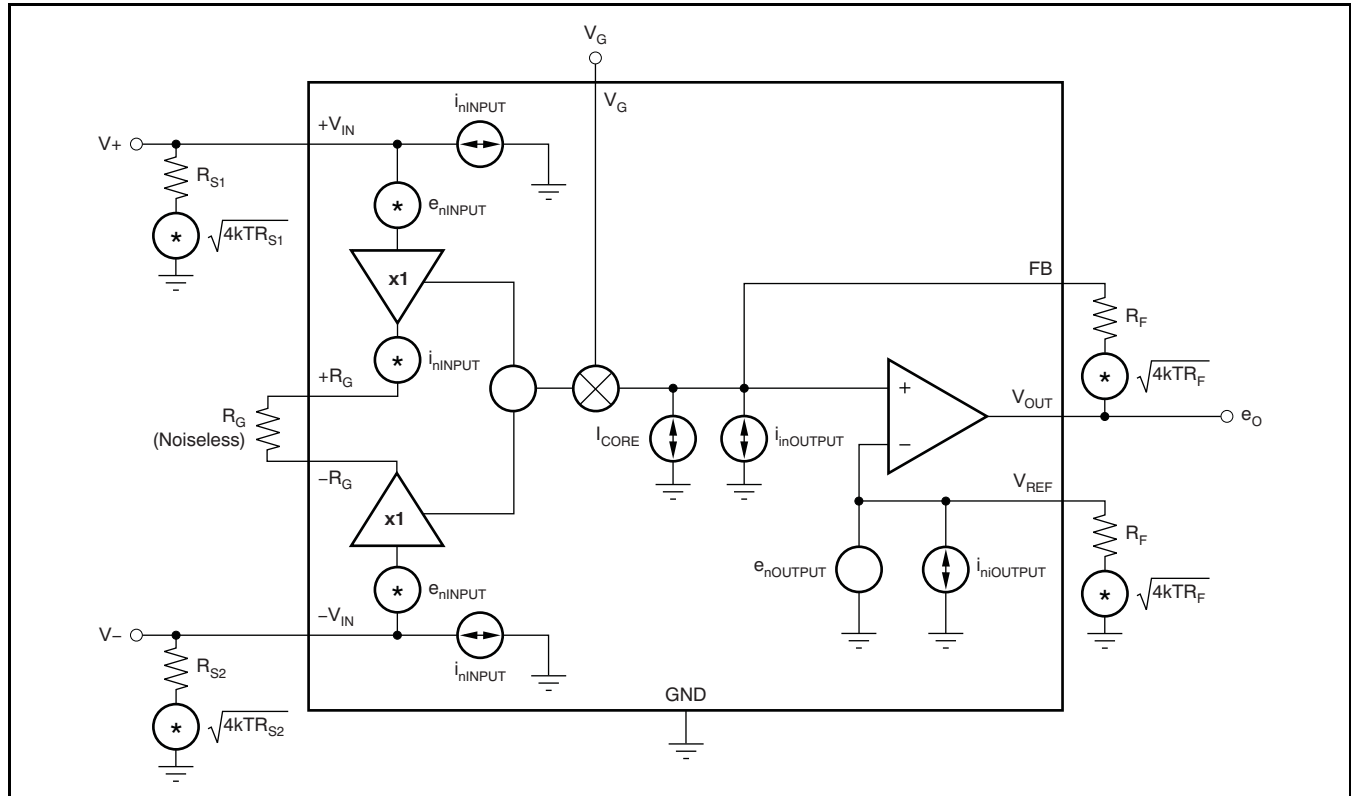 V_G
V_G
i_nINPUT
+V_IN
V+
R_S1
*
e_nINPUT
*
√4kTR_S1
x1
FB
R_F
*
i_nINPUT
*
√4kTR_F
+R_G
R_G
(Noiseless)
+
V_OUT
e_O
I_CORE
i_inOUTPUT
−
−R_G
V_REF
x1
R_F
e_nOUTPUT
i_niOUTPUT
*
e_nINPUT
*
√4kTR_F
−V_IN
V−
R_S2
i_nINPUT
GND
*
√4kTR_S2